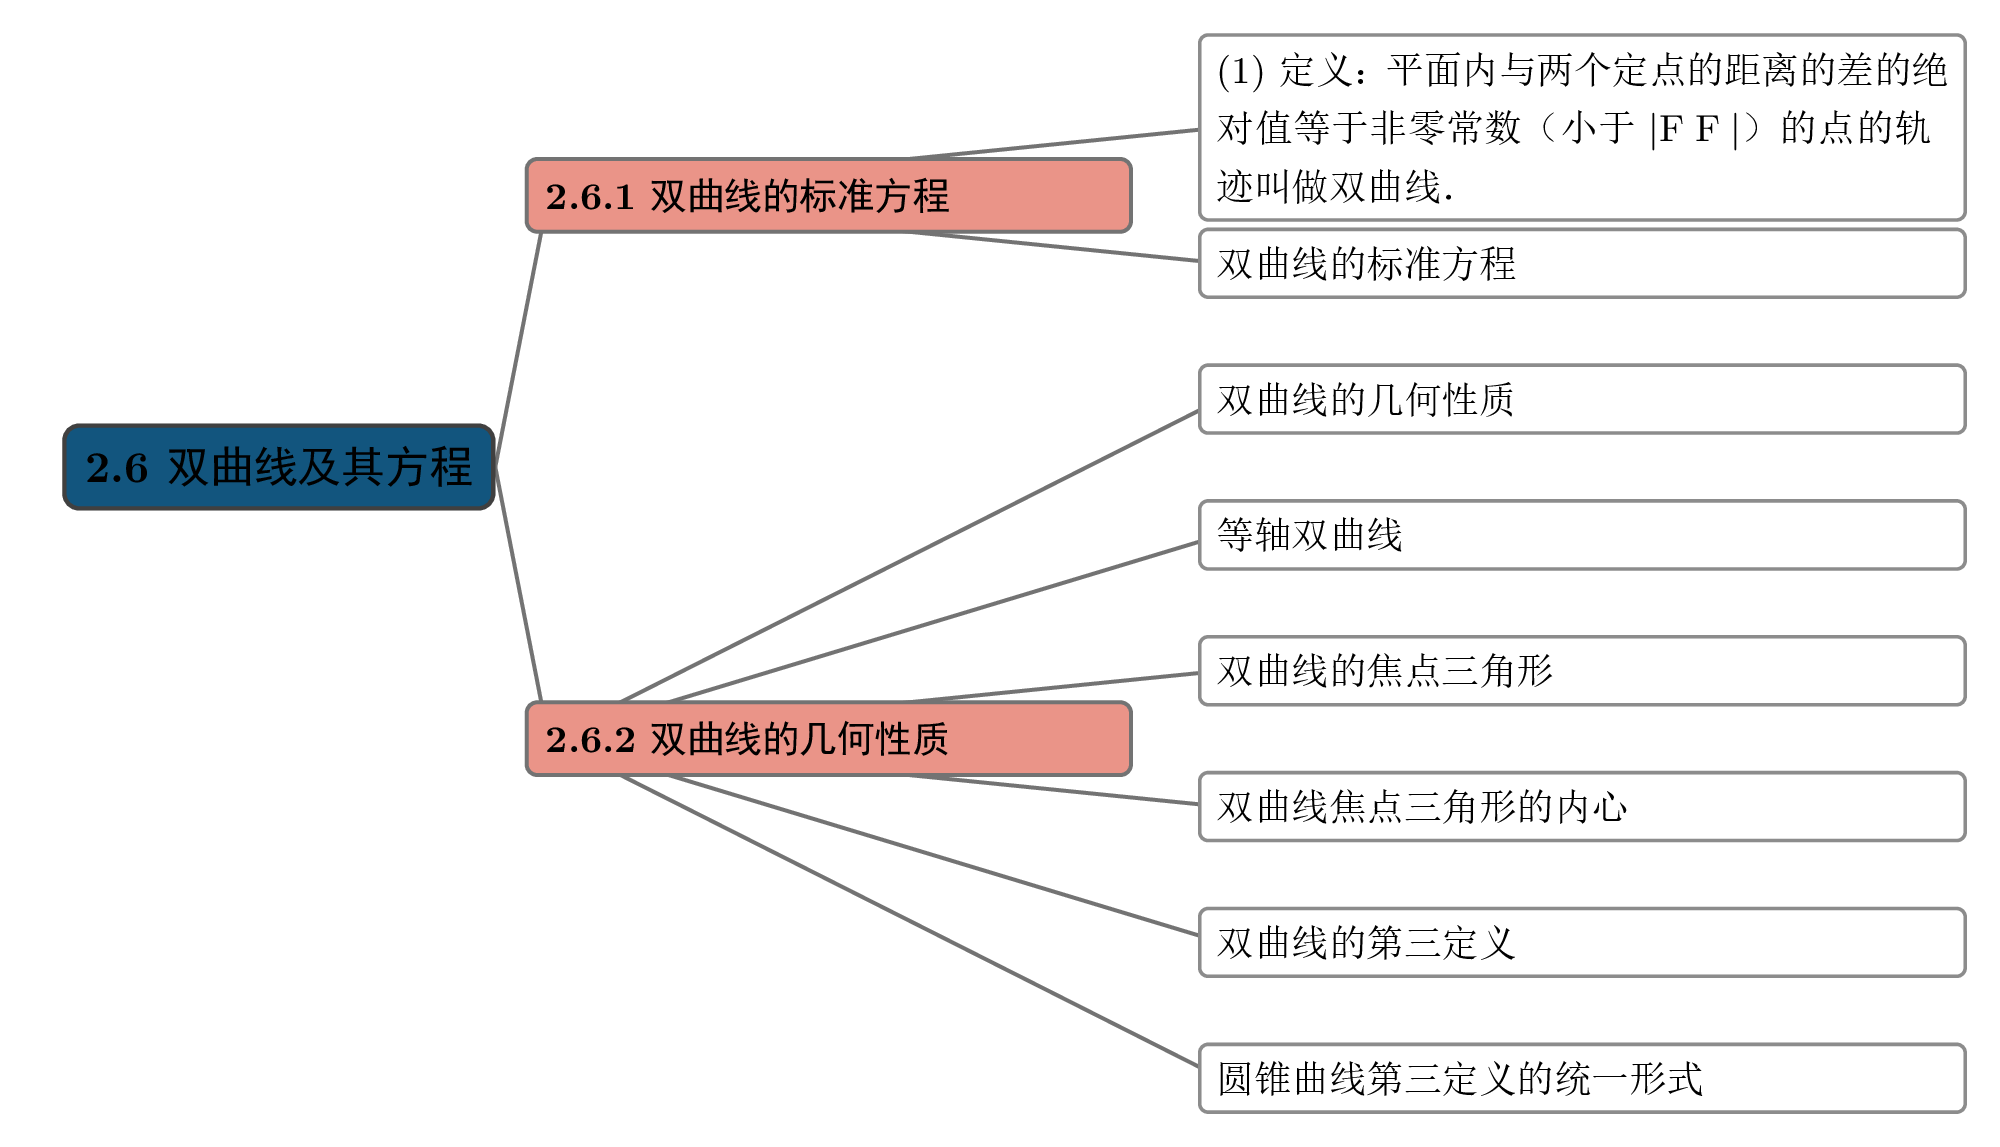 2.6 双曲线及其方程
2.6.1 双曲线的标准方程
(1) 定义：平面内与两个定点的距离的差的绝
对值等于非零常数（小于 |F F |）的点的轨
迹叫做双曲线．
双曲线的标准方程
2.6.2 双曲线的几何性质
双曲线的几何性质
等轴双曲线
双曲线的焦点三角形
双曲线焦点三角形的内心
双曲线的第三定义
圆锥曲线第三定义的统一形式